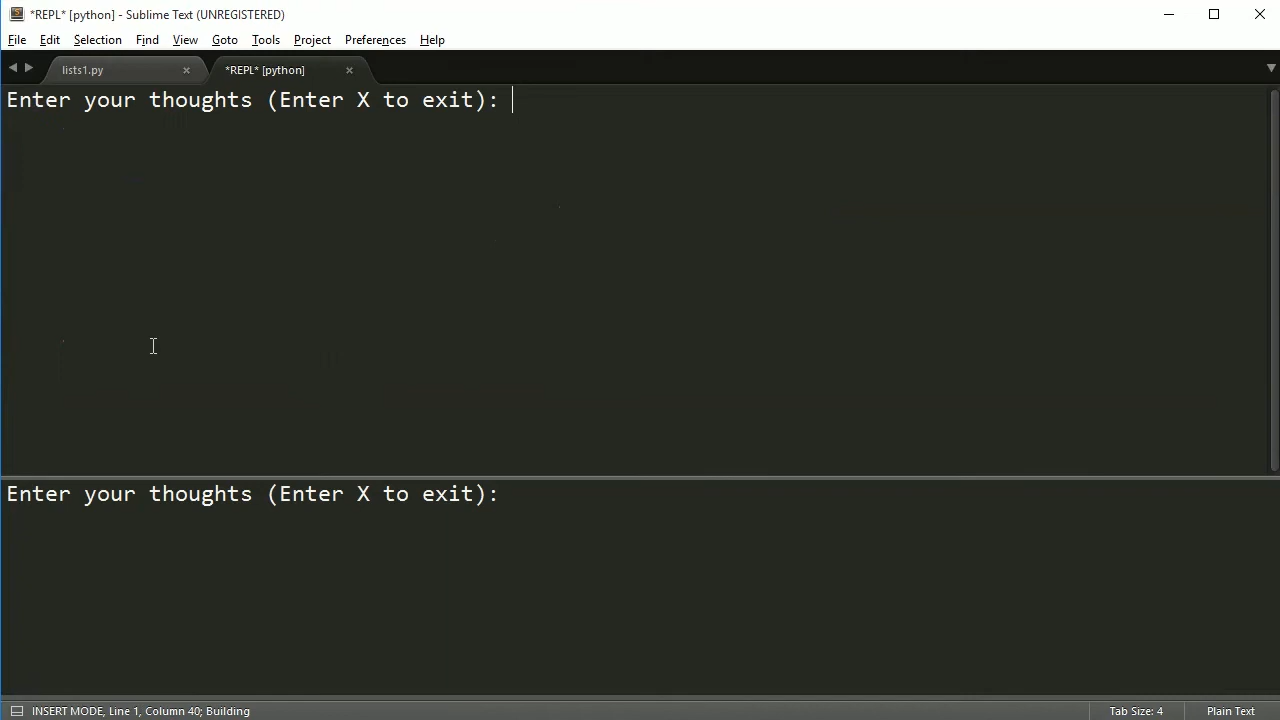 *REPL* [python] - Sublime Text (UNREGISTERED)
File Edit Selection Find View Goto Tools Project Preferences Help
lists1.py *REPL* [python]
Enter your thoughts (Enter X to exit):
Enter your thoughts (Enter X to exit):
INSERT MODE, Line 1, Column 40; Building Tab Size: 4 Plain Text